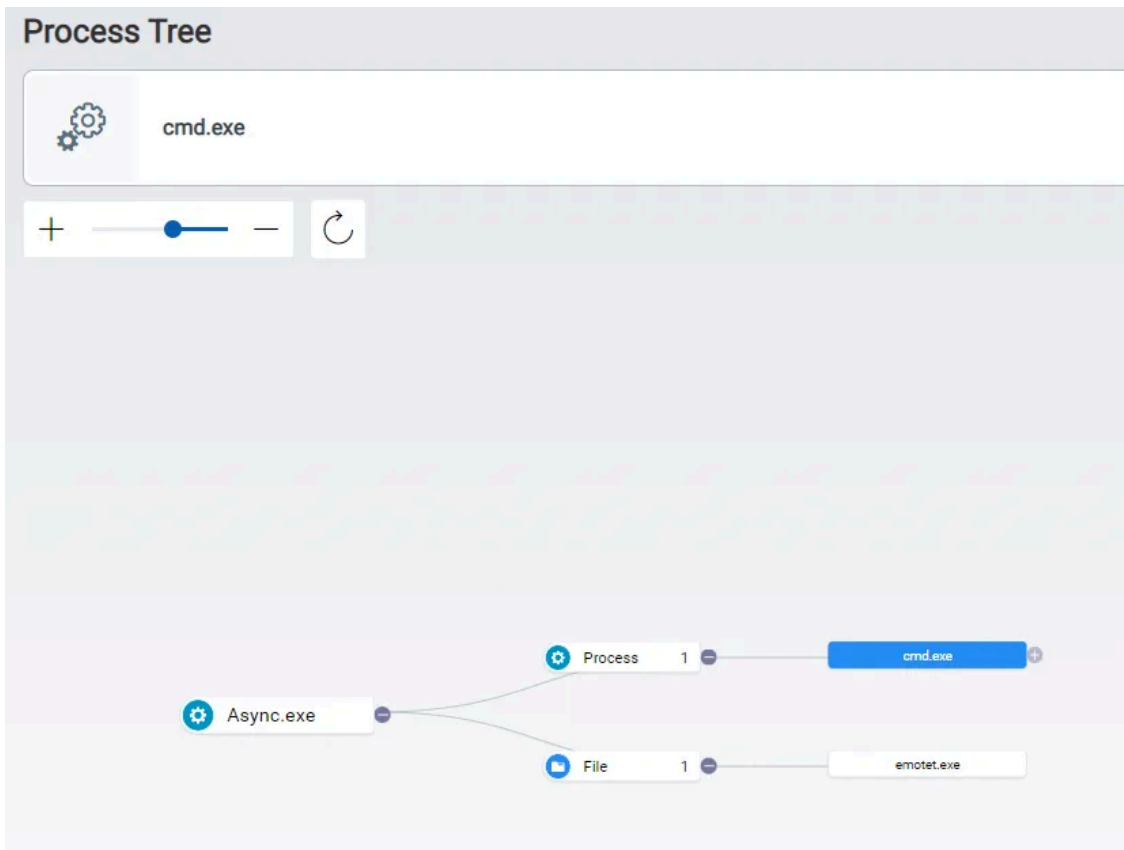 Process Tree
cmd.exe
Process 1
cmd.exe
Async.exe
File 1
emotet.exe